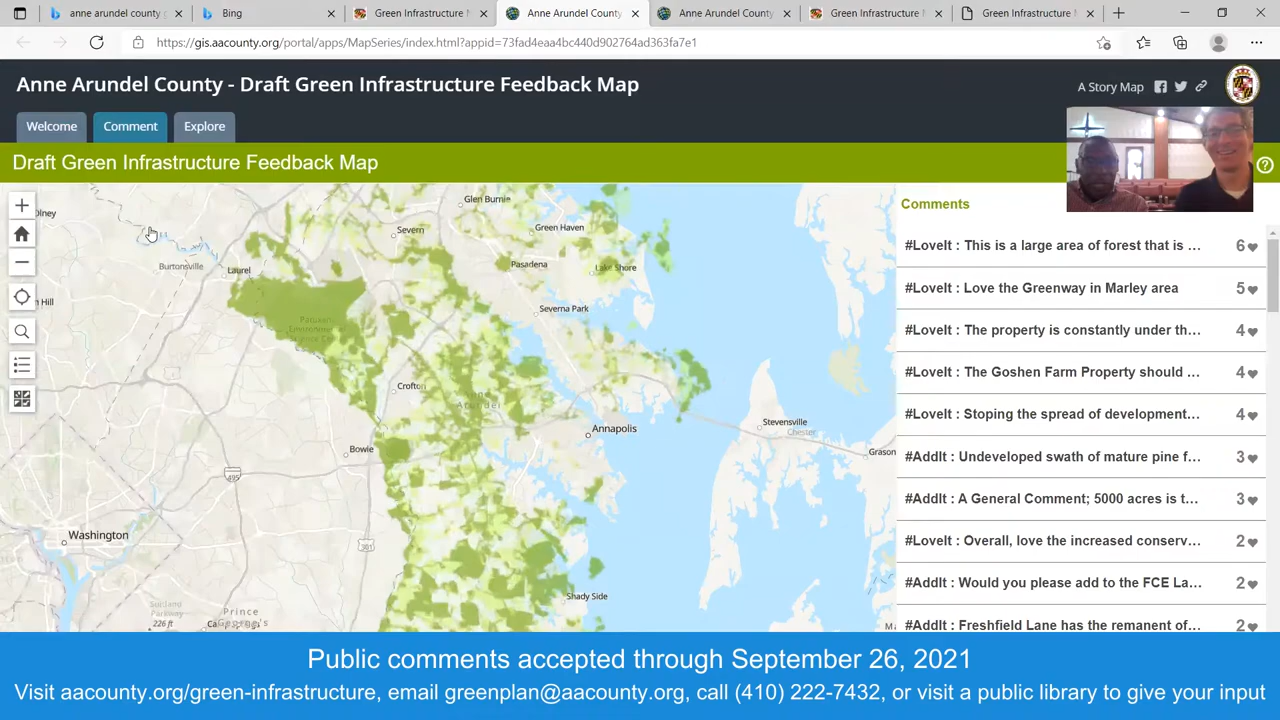 anne arundel county g
Bing
Green Infrastructure M
Anne Arundel County
Anne Arundel County
Green Infrastructure M
Green Infrastructure M
https://gis.aacounty.org/portal/apps/MapSeries/index.html?appid=73fad4eaa4bc440d902764ad363fa7e1
Anne Arundel County - Draft Green Infrastructure Feedback Map
A Story Map
Welcome
Comment
Explore
Draft Green Infrastructure Feedback Map
Olney
Burtonsville
Laurel
Severn
Glen Burnie
Green Haven
Pasadena
Lake Shore
Severna Park
Crofton
Arundel
Annapolis
Stevensville
Chester
Grason
Bowie
495
301
Washington
Shady Side
Prince
226 ft
Comments
#LoveIt : This is a large area of forest that is ... 6
#LoveIt : Love the Greenway in Marley area 5
#LoveIt : The property is constantly under th... 4
#LoveIt : The Goshen Farm Property should ... 4
#LoveIt : Stoping the spread of development... 4
#AddIt : Undeveloped swath of mature pine f... 3
#AddIt : A General Comment; 5000 acres is t... 3
#LoveIt : Overall, love the increased conserv... 2
#AddIt : Would you please add to the FCE La... 2
#AddIt : Freshfield Lane has the remanent of... 2
Public comments accepted through September 26, 2021
Visit aacounty.org/green-infrastructure, email greenplan@aacounty.org, call (410) 222-7432, or visit a public library to give your input